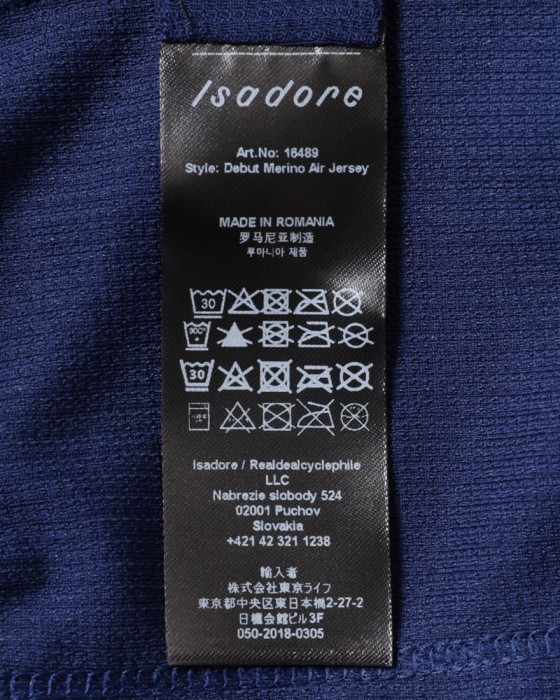 Isadore
Art.No: 16489
Style: Debut Merino Air Jersey
MADE IN ROMANIA
罗马尼亚制造
루마니아 제품
30
30
Isadore / Realdealcyclephile
LLC
Nabrezie slobody 524
02001 Puchov
Slovakia
+421 42 321 1238
輸入者
株式会社東京ライフ
東京都中央区東日本橋2-27-2
日機会館ビル3F
050-2018-0305